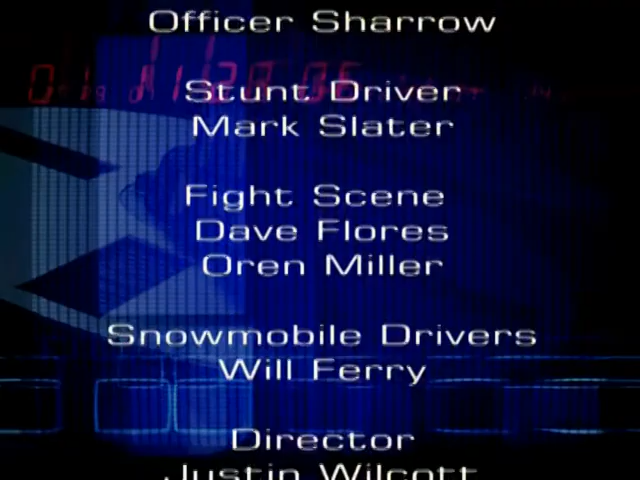 Officer Sharrow
Stunt Driver
Mark Slater
Fight Scene
Dave Flores
Oren Miller
Snowmobile Drivers
Will Ferry
Director
Justin Wilcott